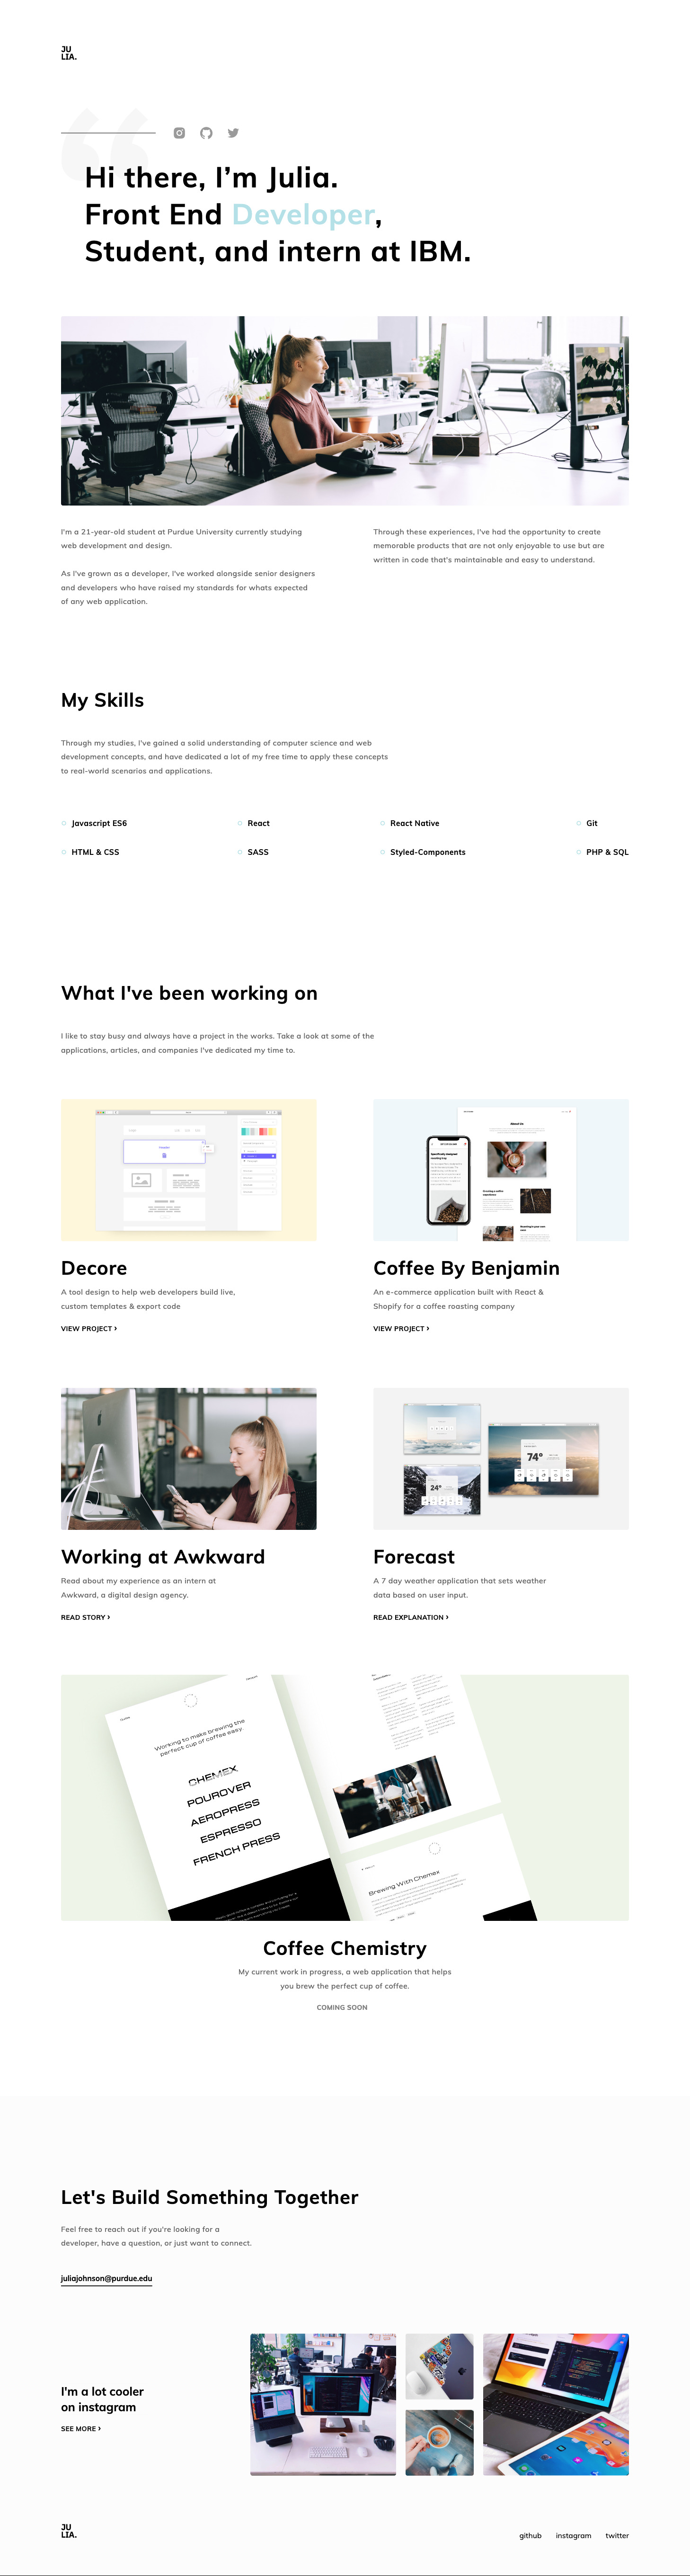 JU
LIA.
Hi there, I'm Julia.
Front End Developer,
Student, and intern at IBM.
I'm a 21-year-old student at Purdue University currently studying
web development and design.
As I've grown as a developer, I've worked alongside senior designers
and developers who have raised my standards for whats expected
of any web application.
Through these experiences, I've had the opportunity to create
memorable products that are not only enjoyable to use but are
written in code that's maintainable and easy to understand.
My Skills
Through my studies, I've gained a solid understanding of computer science and web
development concepts, and have dedicated a lot of my free time to apply these concepts
to real-world scenarios and applications.
Javascript ES6
React
React Native
Git
HTML & CSS
SASS
Styled-Components
PHP & SQL
What I've been working on
I like to stay busy and always have a project in the works. Take a look at some of the
applications, articles, and companies I've dedicated my time to.
About Us
Decore
A tool design to help web developers build live,
custom templates & export code
VIEW PROJECT ›
Coffee By Benjamin
An e-commerce application built with React &
Shopify for a coffee roasting company
VIEW PROJECT ›
74°
24°
Working at Awkward
Read about my experience as an intern at
Awkward, a digital design agency.
READ STORY ›
Forecast
A 7 day weather application that sets weather
data based on user input.
READ EXPLANATION ›
Working to make brewing the
perfect cup of coffee easy
CHEMEX
POUROVER
AEROPRESS
ESPRESSO
FRENCH PRESS
Brewing With Chemex
Coffee Chemistry
My current work in progress, a web application that helps
you brew the perfect cup of coffee.
COMING SOON
Let's Build Something Together
Feel free to reach out if you're looking for a
developer, have a question, or just want to connect.
juliajohnson@purdue.edu
I'm a lot cooler
on instagram
SEE MORE ›
JU
LIA.
github
instagram
twitter